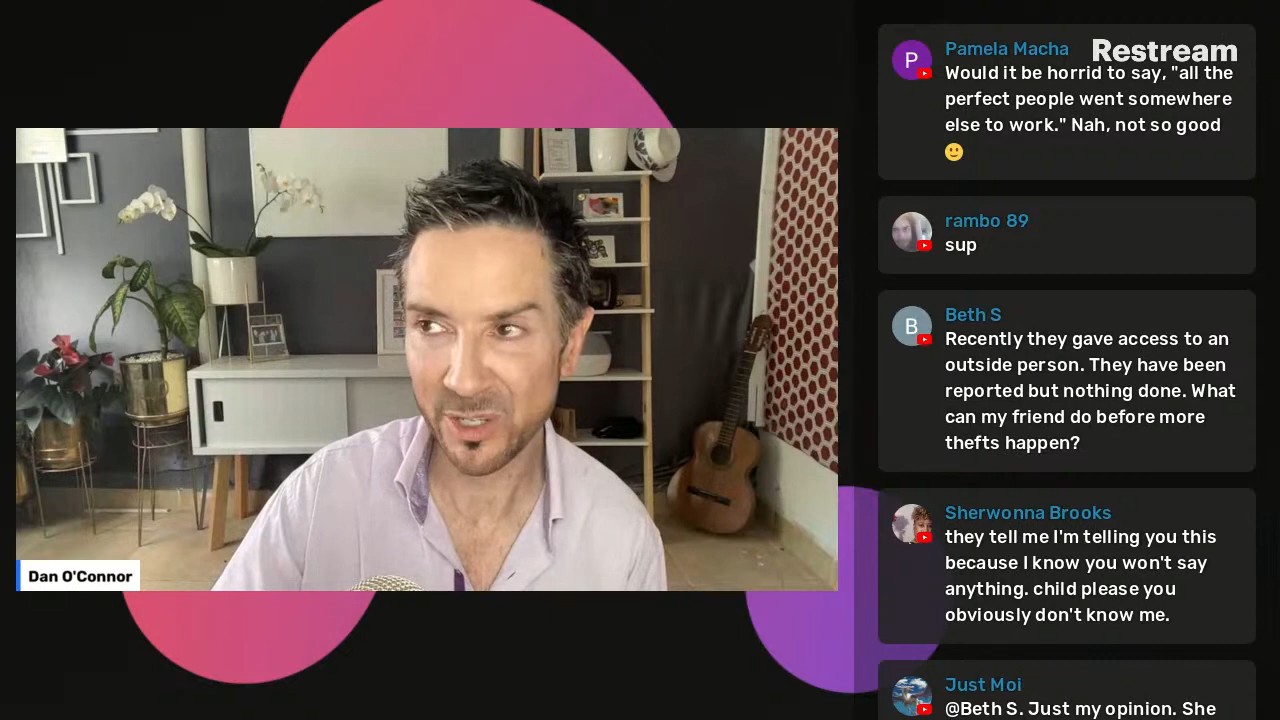 Pamela Macha
Restream
Would it be horrid to say, "all the
perfect people went somewhere
else to work." Nah, not so good
🙂
rambo 89
sup
B
Beth S
Recently they gave access to an
outside person. They have been
reported but nothing done. What
can my friend do before more
thefts happen?
Sherwonna Brooks
they tell me I'm telling you this
because I know you won't say
anything. child please you
obviously don't know me.
Just Moi
@Beth S. Just my opinion. She
P
Dan O'Connor